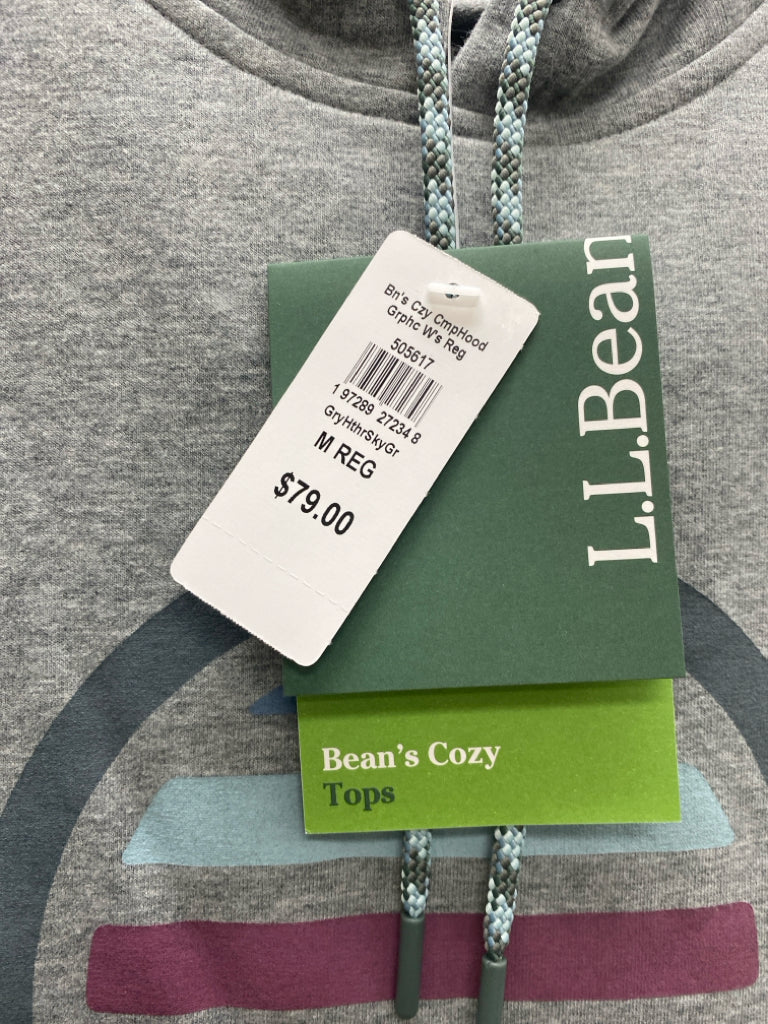 Bn's Czy CmpHood
Grphc W's Reg
505617
1 97289 27234 8
GryHthrSkyGr
M REG
$79.00
L.L.Bean
Bean's Cozy
Tops